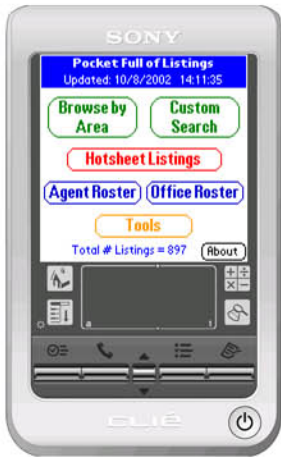 SONY
Pocket Full of Listings
Updated: 10/8/2002 14:11:35
Browse by
Area
Custom
Search
Hotsheet Listings
Agent Roster
Office Roster
Tools
Total # Listings = 897
About
a
1
CLIÉ